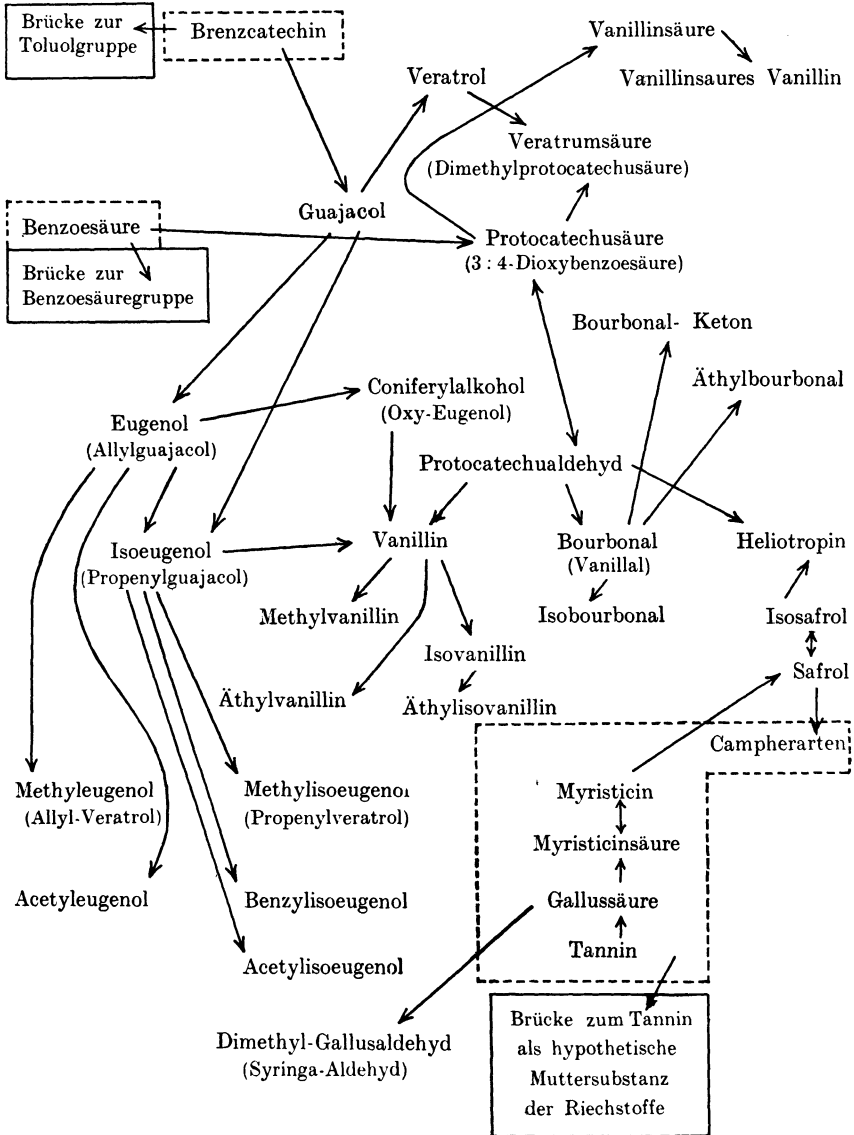 Brücke zur
Toluolgruppe
Brenzcatechin
Vanillinsäure
Vanillinsaures Vanillin
Veratrol
Veratrumsäure
(Dimethylprotocatechusäure)
Guajacol
Benzoesäure
Brücke zur
Benzoesäuregruppe
Protocatechusäure
(3 : 4-Dioxybenzoesäure)
Bourbonal- Keton
Äthylbourbonal
Coniferylalkohol
(Oxy-Eugenol)
Eugenol
(Allylguajacol)
Protocatechualdehyd
Isoeugenol
(Propenylguajacol)
Vanillin
Bourbonal
(Vanillal)
Heliotropin
Methylvanillin
Isobourbonal
Isosafrol
Isovanillin
Safrol
Äthylvanillin
Äthylisovanillin
Campherarten
Methyleugenol
(Allyl-Veratrol)
Methylisoeugenol
(Propenylveratrol)
Myristicin
Myristicinsäure
Acetyleugenol
Benzylisoeugenol
Gallussäure
Tannin
Acetylisoeugenol
Dimethyl-Gallusaldehyd
(Syringa-Aldehyd)
Brücke zum Tannin
als hypothetische
Muttersubstanz
der Riechstoffe